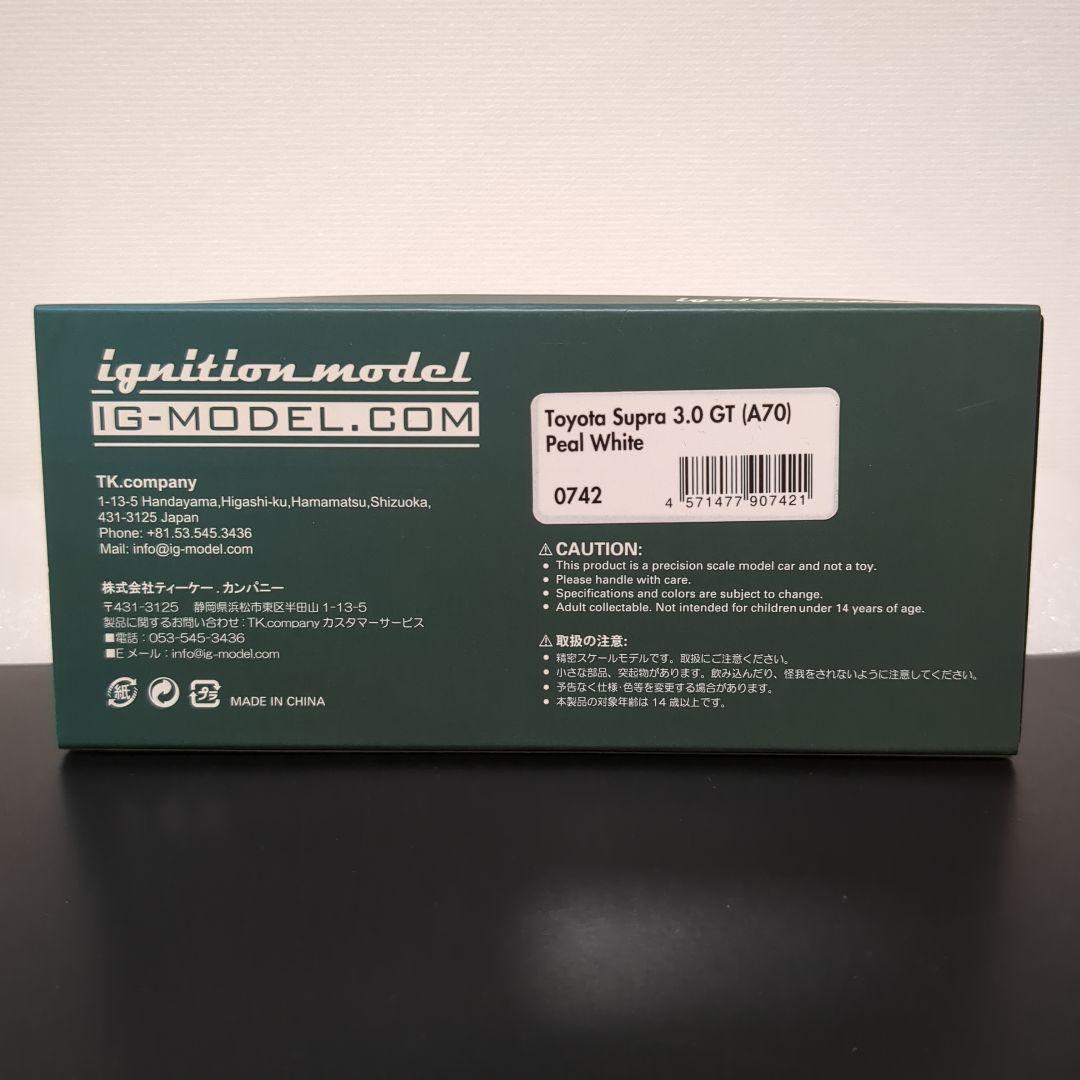 ignition model
ignition model
IG-MODEL.COM
TK.company
1-13-5 Handayama,Higashi-ku,Hamamatsu,Shizuoka,
431-3125 Japan
Phone: +81.53.545.3436
Mail: info@ig-model.com
株式会社ティーケー.カンパニー
〒431-3125 静岡県浜松市東区半田山1-13-5
製品に関するお問い合わせ:TK.company カスタマーサービス
■電話:053-545-3436
■Eメール:info@ig-model.com
紙 プラ MADE IN CHINA
Toyota Supra 3.0 GT (A70)
Peal White
0742
4 571477 907421
⚠ CAUTION:
• This product is a precision scale model car and not a toy.
• Please handle with care.
• Specifications and colors are subject to change.
• Adult collectable. Not intended for children under 14 years of age.
⚠ 取扱の注意:
• 精密スケールモデルです。取扱にご注意ください。
• 小さな部品、突起物があります。飲み込んだり、怪我をされないように注意してください。
• 予告なく仕様・色等を変更する場合があります。
• 本製品の対象年齢は14歳以上です。